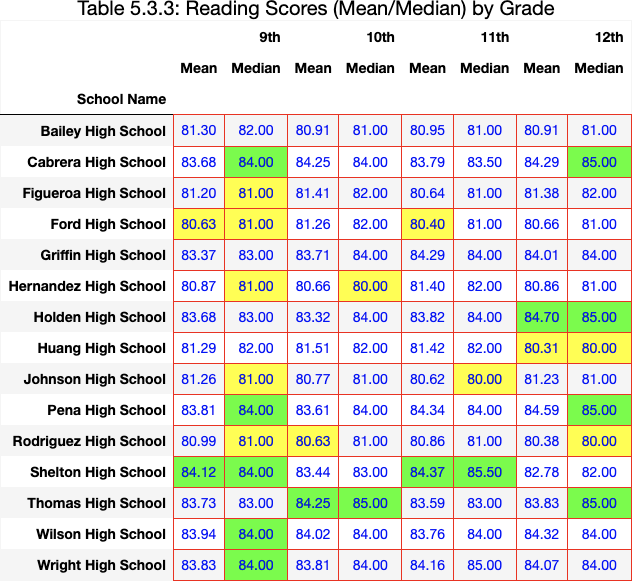 Table 5.3.3: Reading Scores (Mean/Median) by Grade
9th 10th 11th 12th
Mean Median Mean Median Mean Median Mean Median
School Name
Bailey High School 81.30 82.00 80.91 81.00 80.95 81.00 80.91 81.00
Cabrera High School 83.68 84.00 84.25 84.00 83.79 83.50 84.29 85.00
Figueroa High School 81.20 81.00 81.41 82.00 80.64 81.00 81.38 82.00
Ford High School 80.63 81.00 81.26 82.00 80.40 81.00 80.66 81.00
Griffin High School 83.37 83.00 83.71 84.00 84.29 84.00 84.01 84.00
Hernandez High School 80.87 81.00 80.66 80.00 81.40 82.00 80.86 81.00
Holden High School 83.68 83.00 83.32 84.00 83.82 84.00 84.70 85.00
Huang High School 81.29 82.00 81.51 82.00 81.42 82.00 80.31 80.00
Johnson High School 81.26 81.00 80.77 81.00 80.62 80.00 81.23 81.00
Pena High School 83.81 84.00 83.61 84.00 84.34 84.00 84.59 85.00
Rodriguez High School 80.99 81.00 80.63 81.00 80.86 81.00 80.38 80.00
Shelton High School 84.12 84.00 83.44 83.00 84.37 85.50 82.78 82.00
Thomas High School 83.73 83.00 84.25 85.00 83.59 83.00 83.83 85.00
Wilson High School 83.94 84.00 84.02 84.00 83.76 84.00 84.32 84.00
Wright High School 83.83 84.00 83.81 84.00 84.16 85.00 84.07 84.00